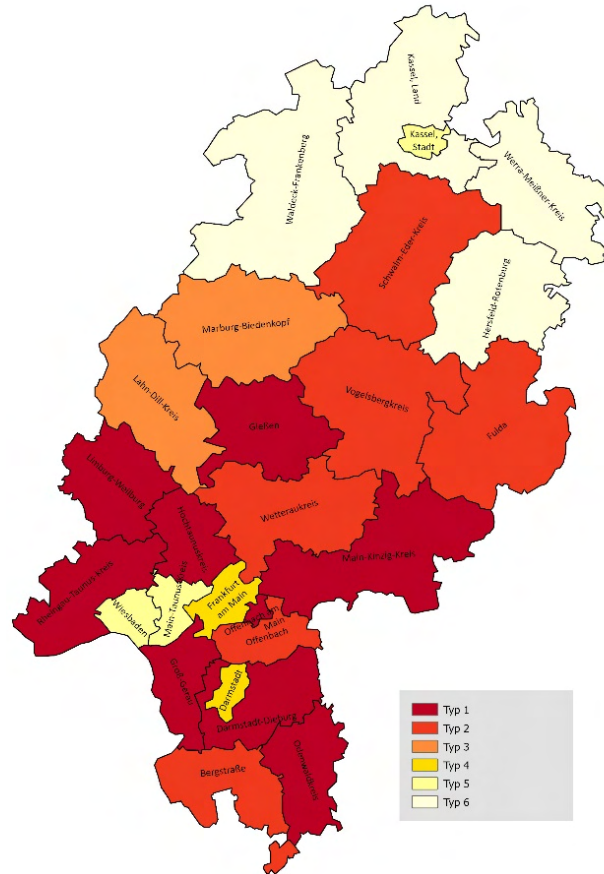 Kassel, Land
Kassel,
Stadt
Werra-Meißner-Kreis
Waldeck-Frankenberg
Schwalm-Eder-Kreis
Hersfeld-Rotenburg
Marburg-Biedenkopf
Lahn-Dill-Kreis
Vogelsbergkreis
Gießen
Fulda
Limburg-Weilburg
Hochtaunuskreis
Wetteraukreis
Main-Kinzig-Kreis
Rheingau-Taunus-Kreis
Wiesbaden
Main-Taunus-Kreis
Frankfurt
am Main
Offenbach am
Main
Offenbach
Groß-Gerau
Darmstadt
Darmstadt-Dieburg
Bergstraße
Odenwaldkreis
Typ 1
Typ 2
Typ 3
Typ 4
Typ 5
Typ 6